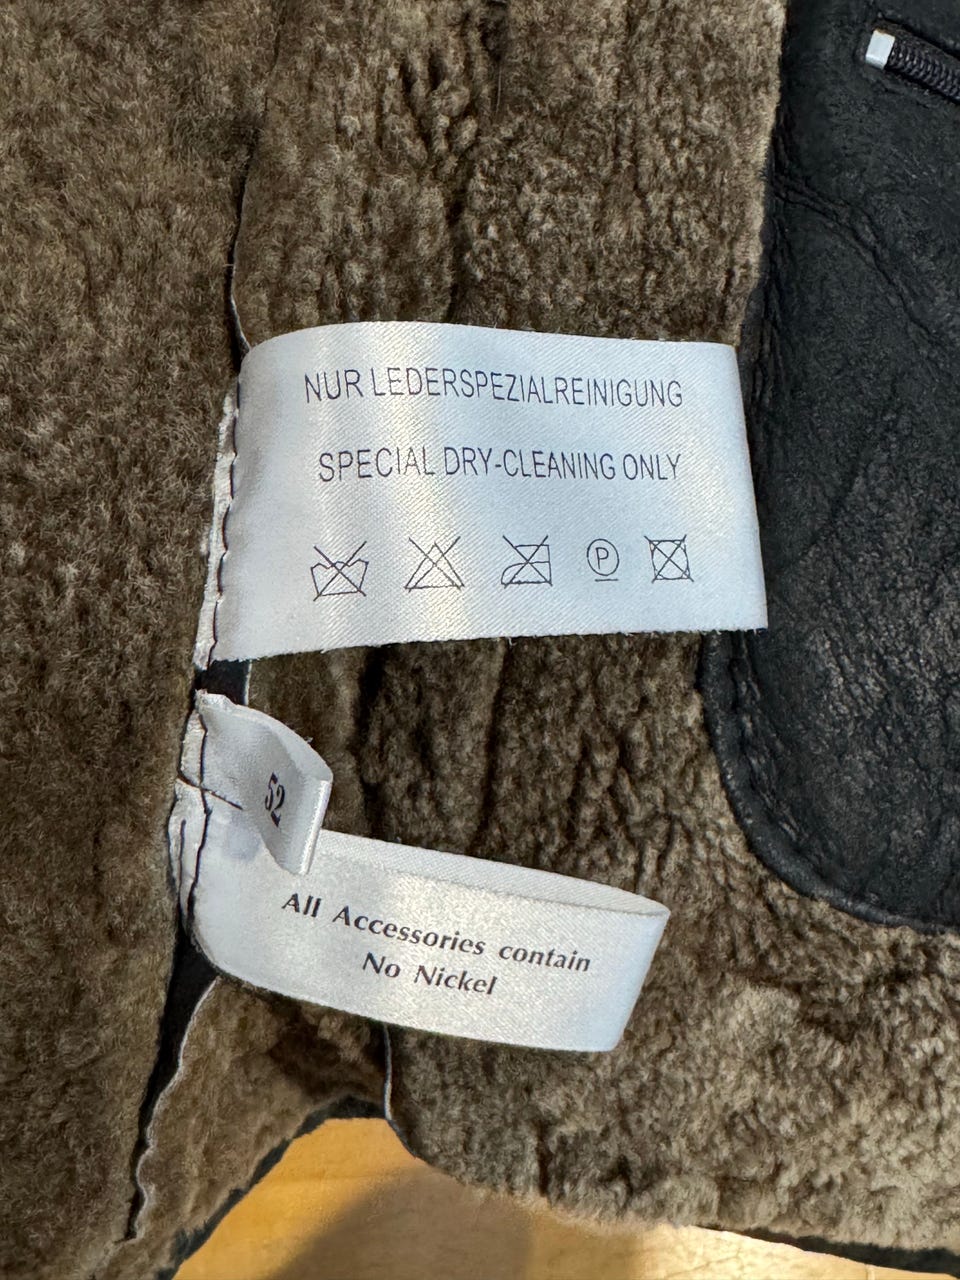 NUR LEDERSPEZIALREINIGUNG
SPECIAL DRY-CLEANING ONLY
P
52
All Accessories contain
No Nickel